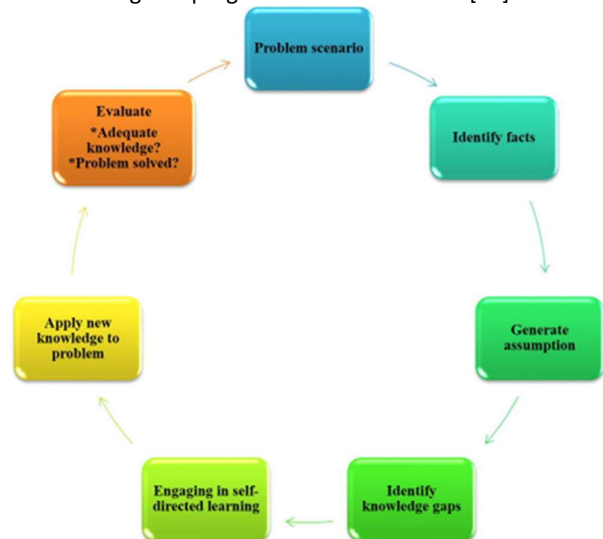 Problem scenario
Identify facts
Generate
assumption
Identify
knowledge gaps
Engaging in self-
directed learning
Apply new
knowledge to
problem
Evaluate
*Adequate
knowledge?
*Problem solved?